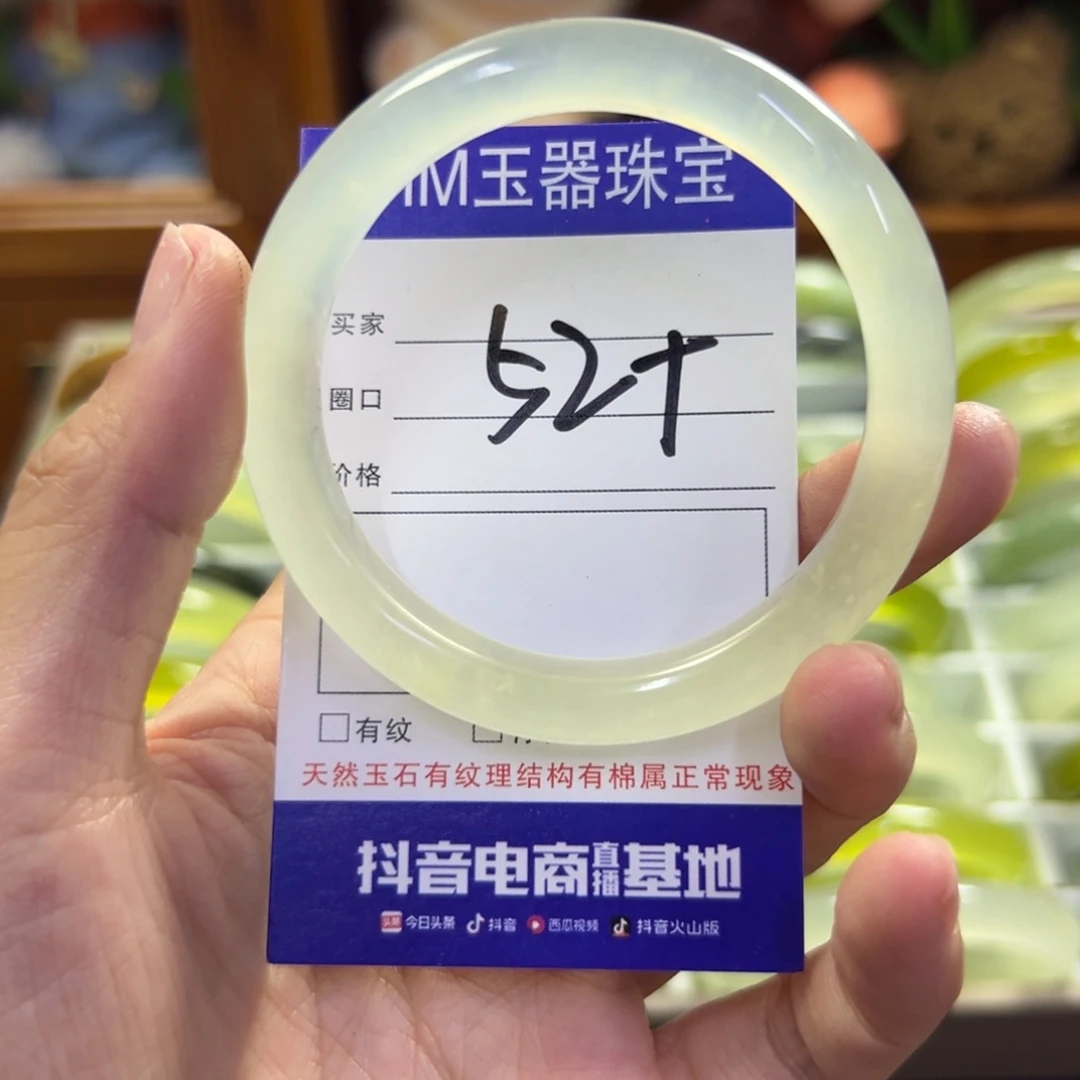 M玉器珠宝
买家
圈口
52+
价格
有纹
天然玉石有纹理结构有棉属正常现象
抖音电商直播基地
头条 今日头条 抖音 西瓜视频 抖音火山版